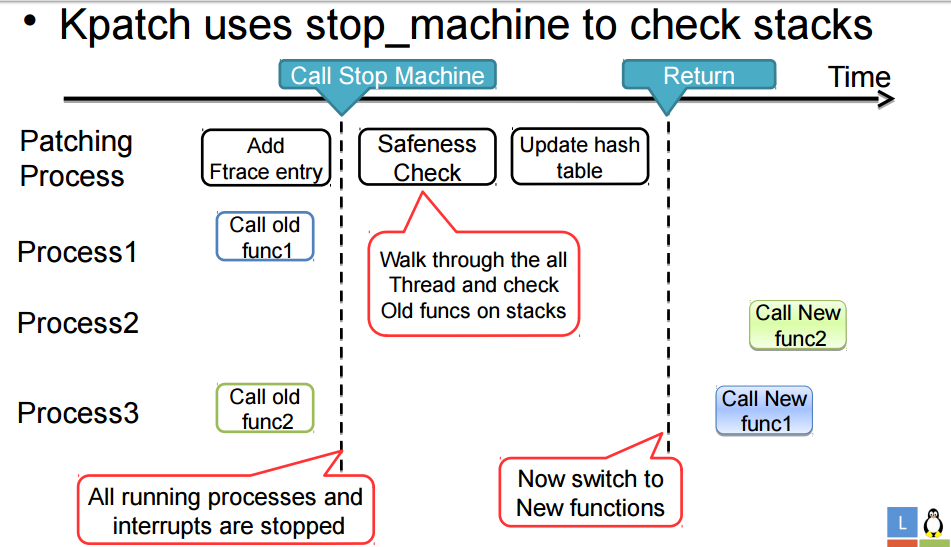 • Kpatch uses stop_machine to check stacks
Call Stop Machine
Return
Time
Patching
Process
Add
Ftrace entry
Safeness
Check
Update hash
table
Process1
Call old
func1
Walk through the all
Thread and check
Old funcs on stacks
Process2
Call New
func2
Process3
Call old
func2
Call New
func1
All running processes and
interrupts are stopped
Now switch to
New functions
L